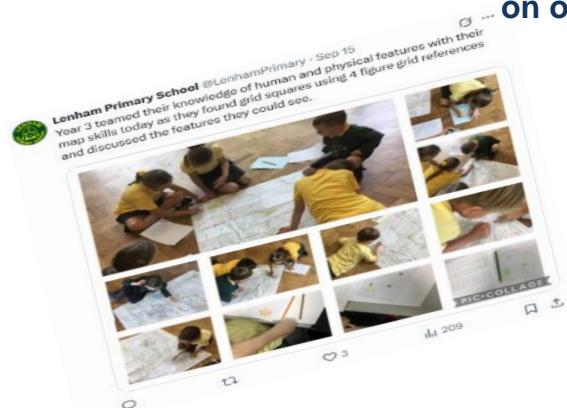 on o
Lenham Primary School @LenhamPrimary · Sep 15
Year 3 teamed their knowledge of human and physical features with their
map skills today as they found grid squares using 4 figure grid references
and discussed the features they could see.
PIC•COLLAGE
3
209